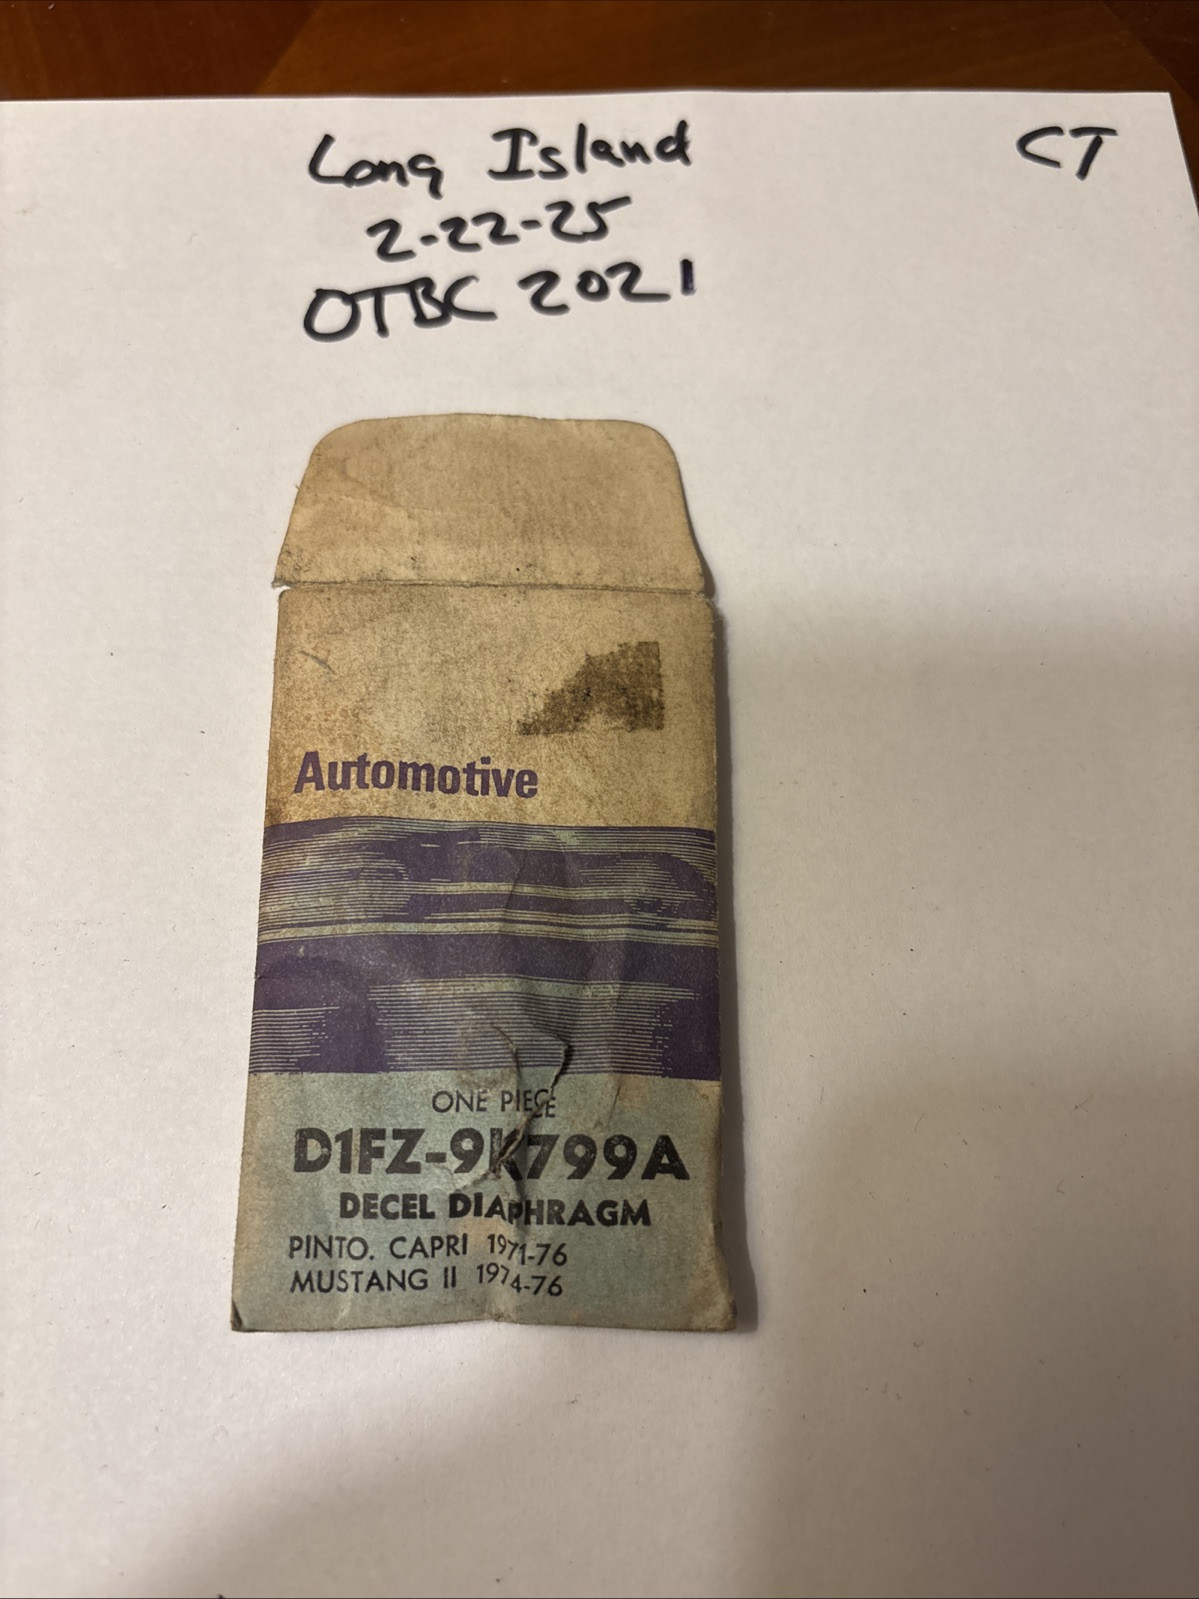 Long Island
CT
2-22-25
OTBC 2021
Automotive
ONE PIECE
D1FZ-9K799A
DECEL DIAPHRAGM
PINTO. CAPRI 1971-76
MUSTANG II 1974-76